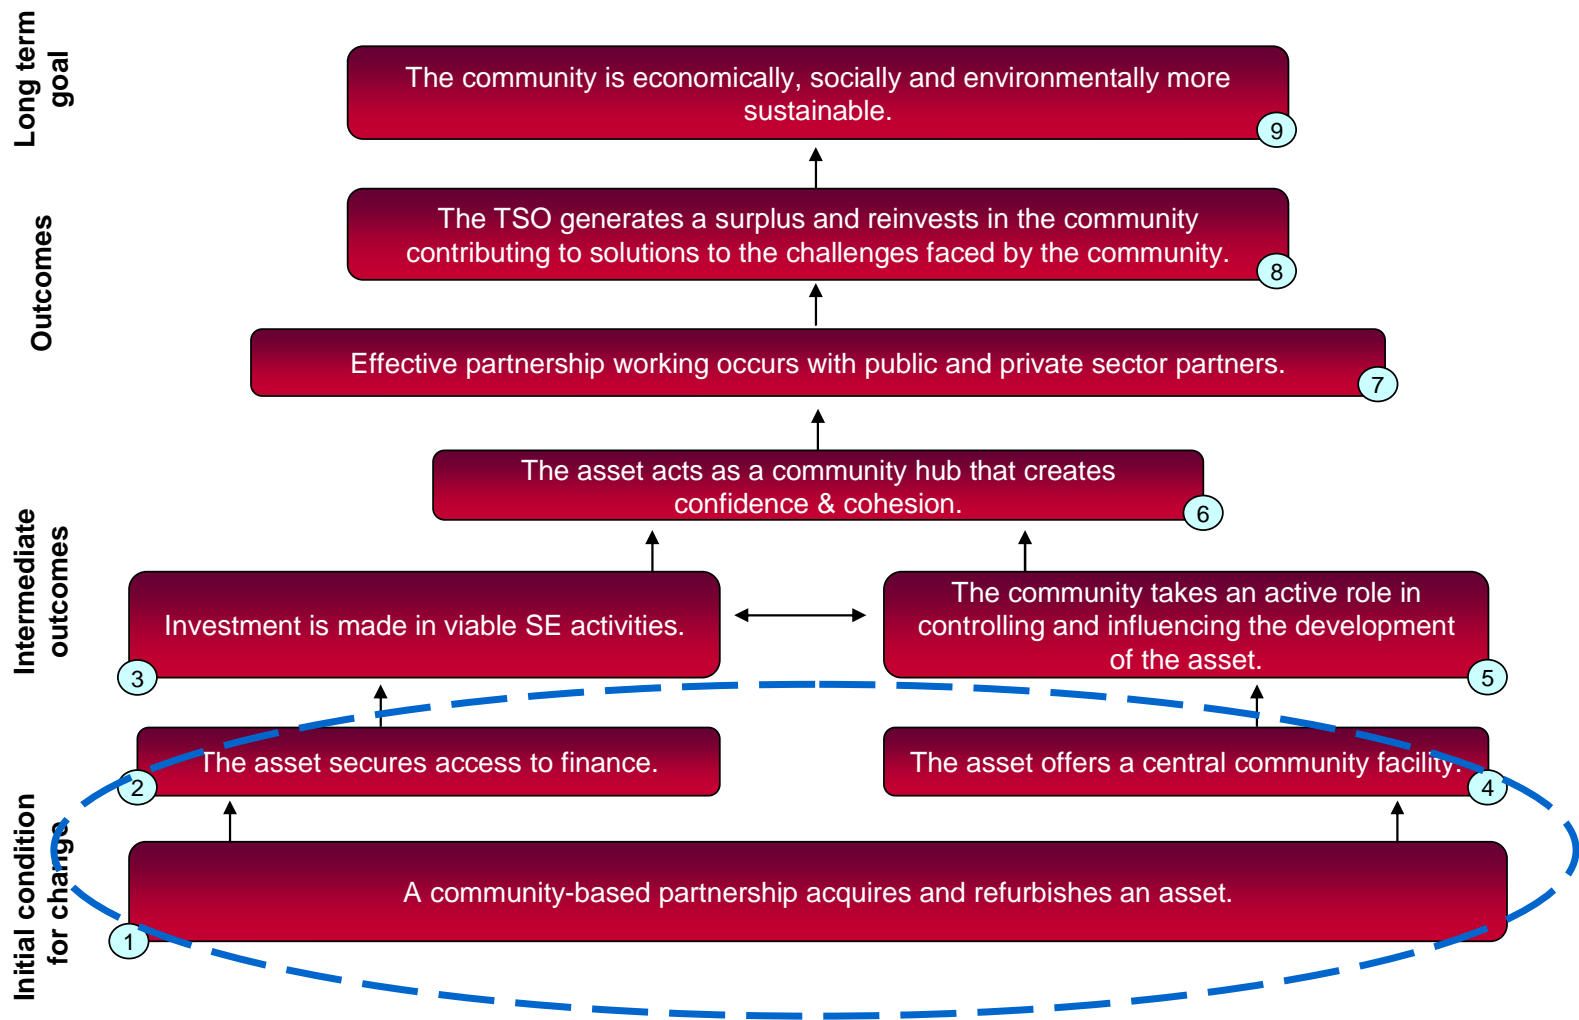 Long term
goal
The community is economically, socially and environmentally more
sustainable.
9
Outcomes
The TSO generates a surplus and reinvests in the community
contributing to solutions to the challenges faced by the community.
8
Effective partnership working occurs with public and private sector partners.
7
Intermediate
outcomes
The asset acts as a community hub that creates
confidence & cohesion.
6
Investment is made in viable SE activities.
3
The community takes an active role in
controlling and influencing the development
of the asset.
5
Initial condition
for change
The asset secures access to finance.
2
The asset offers a central community facility.
4
A community-based partnership acquires and refurbishes an asset.
1